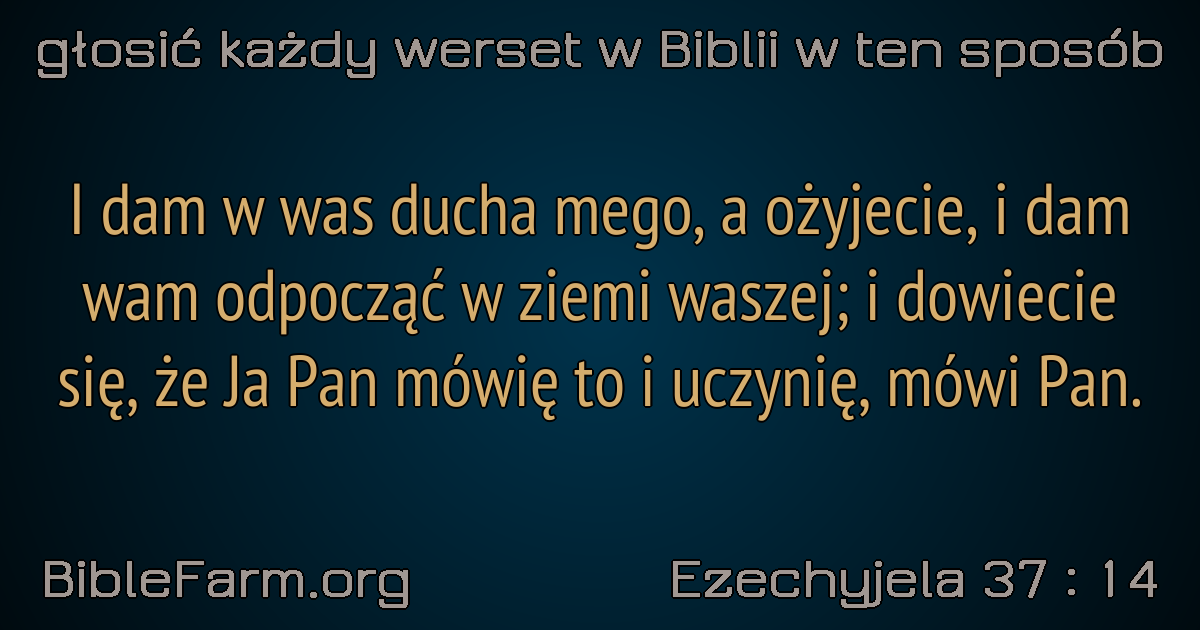 głosić każdy werset w Biblii w ten sposób
I dam w was ducha mego, a ożyjecie, i dam
wam odpocząć w ziemi waszej; i dowiecie
się, że Ja Pan mówię to i uczynię, mówi Pan.
BibleFarm.org
Ezechyjela 37 : 14